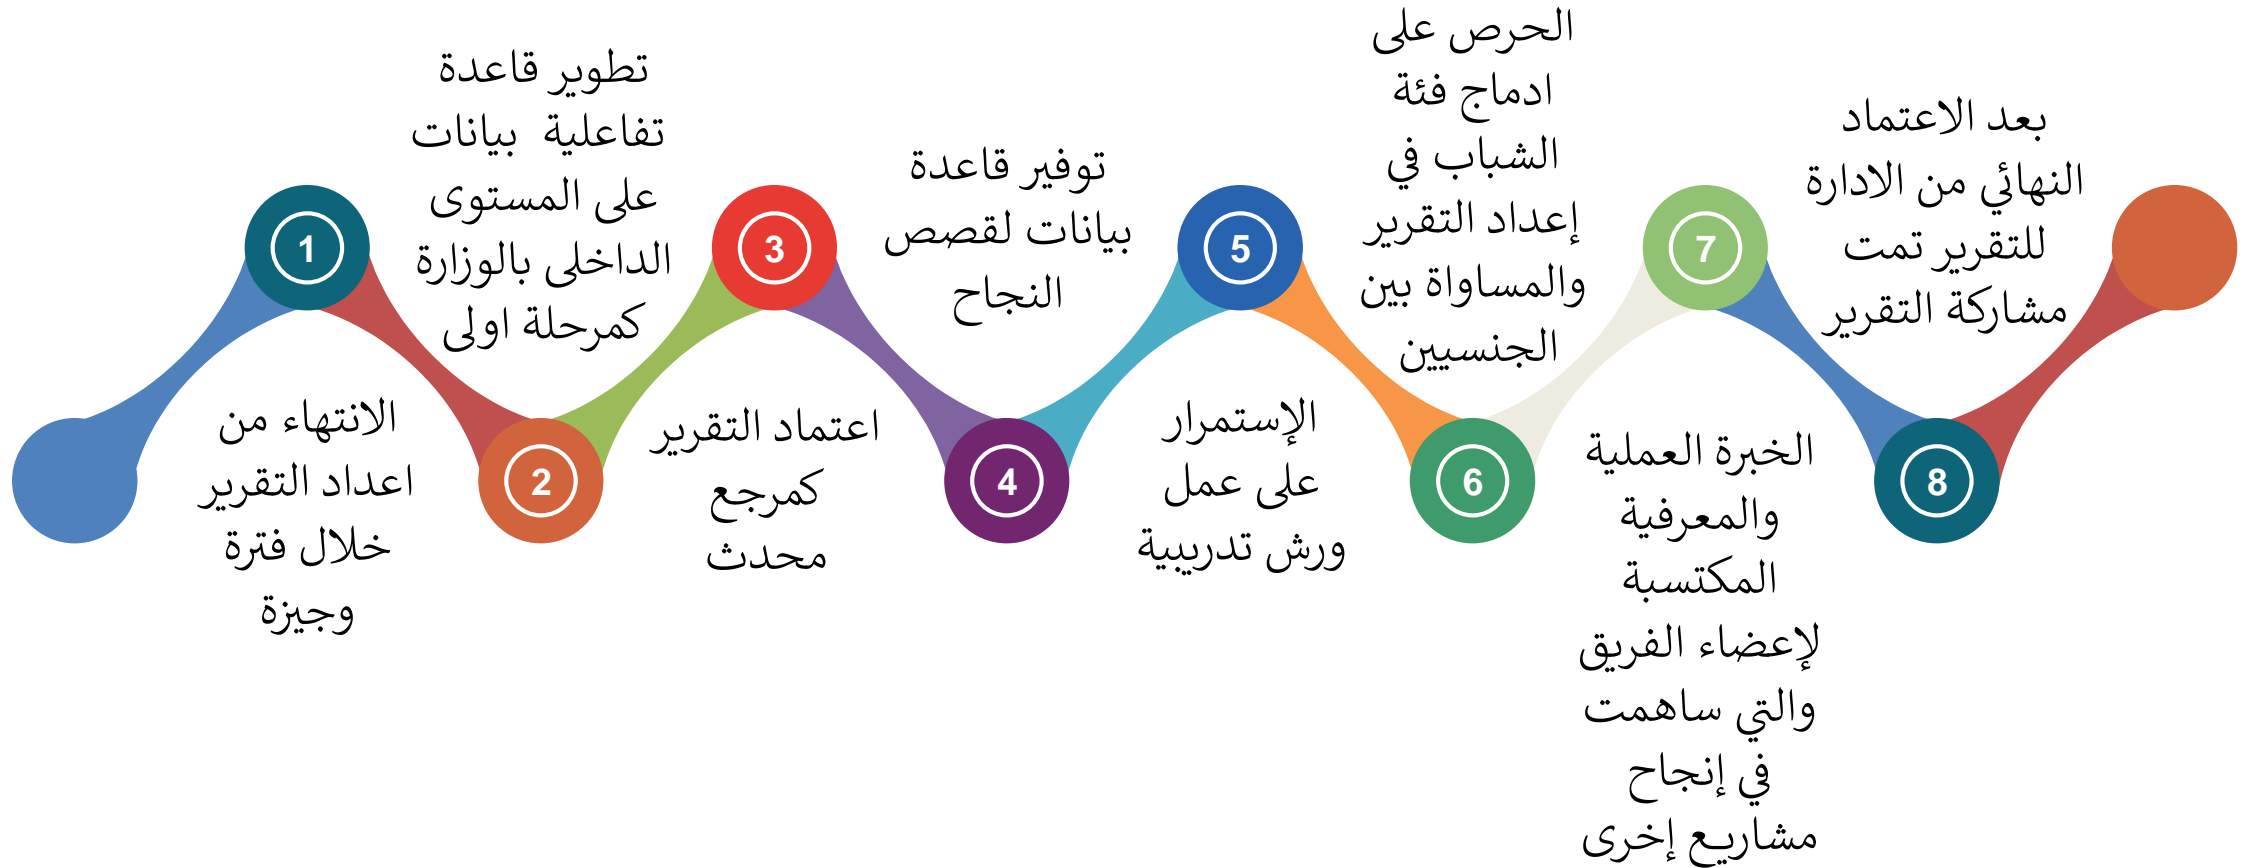 1
الانتهاء من
اعداد التقرير
خلال فترة
وجيزة
2
تطوير قاعدة
تفاعلية بيانات
على المستوى
الداخلى بالوزارة
كمرحلة اولى
3
اعتماد التقرير
كمرجع
محدث
4
توفير قاعدة
بيانات لقصص
النجاح
5
الإستمرار
على عمل
ورش تدريبية
6
الحرص على
ادماج فئة
الشباب في
إعداد التقرير
والمساواة بين
الجنسيين
7
الخبرة العملية
والمعرفية
المكتسبة
لإعضاء الفريق
والتي ساهمت
في إنجاح
مشاريع إخرى
8
بعد الاعتماد
النهائي من الادارة
للتقرير تمت
مشاركة التقرير